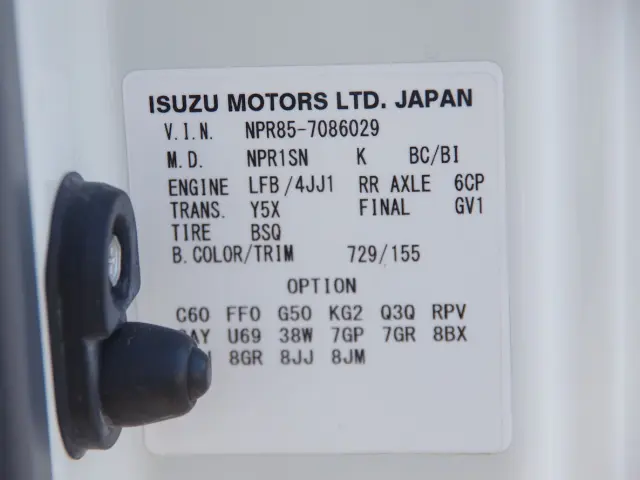 ISUZU MOTORS LTD. JAPAN
V.I.N. NPR85-7086029
M.D. NPR1SN K BC/BI
ENGINE LFB/4JJ1 RR AXLE 6CP
TRANS. Y5X FINAL GV1
TIRE BSQ
B.COLOR/TRIM 729/155
OPTION
C60 FF0 G50 KG2 Q3Q RPV
U69 38W 7GP 7GR 8BX
8GR 8JJ 8JM